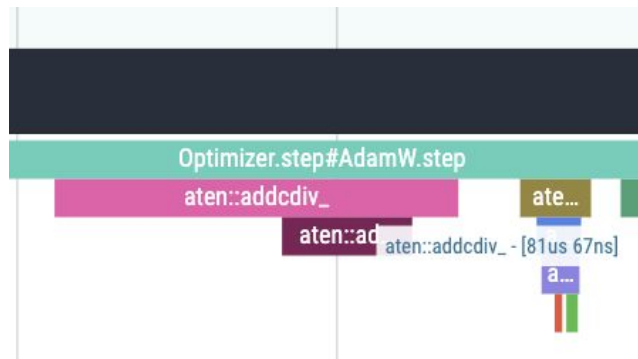 Optimizer.step#AdamW.step
aten::addcdiv_ ate...
aten::ad
aten::addcdiv_ - [81us 67ns]
a...